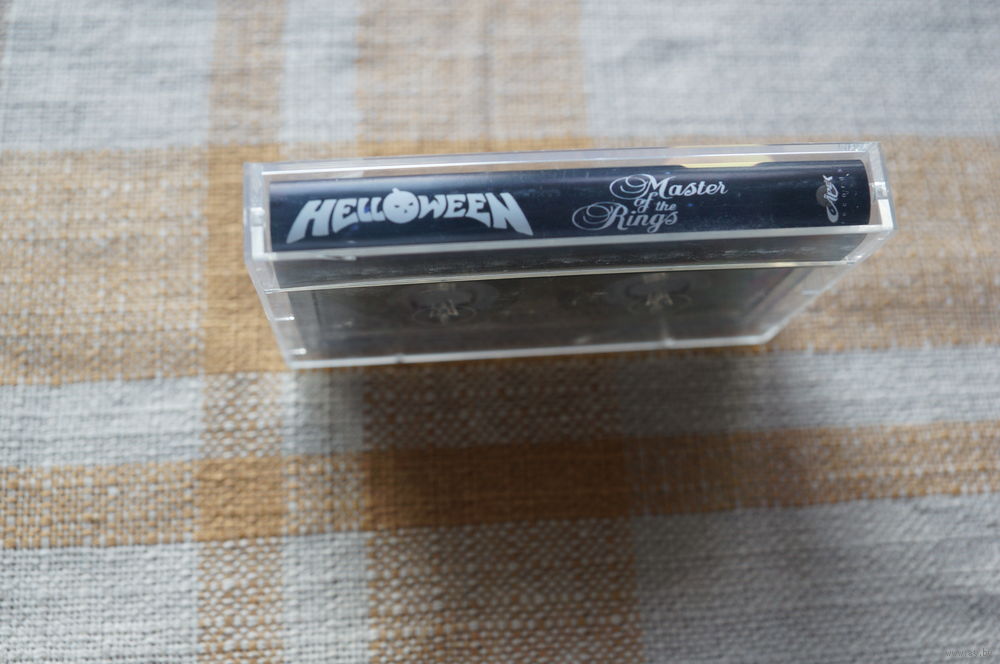 HELLOWEEN
Master
of the
Rings